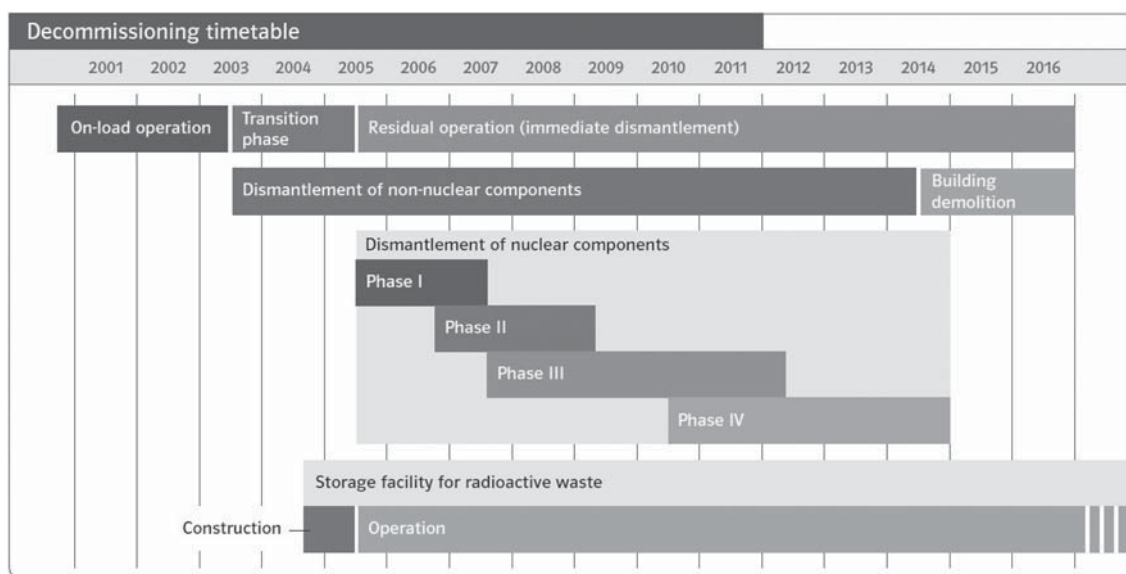 Decommissioning timetable
2001 2002 2003 2004 2005 2006 2007 2008 2009 2010 2011 2012 2013 2014 2015 2016
On-load operation
Transition
phase
Residual operation (immediate dismantlement)
Dismantlement of non-nuclear components
Building
demolition
Dismantlement of nuclear components
Phase I
Phase II
Phase III
Phase IV
Storage facility for radioactive waste
Construction
Operation